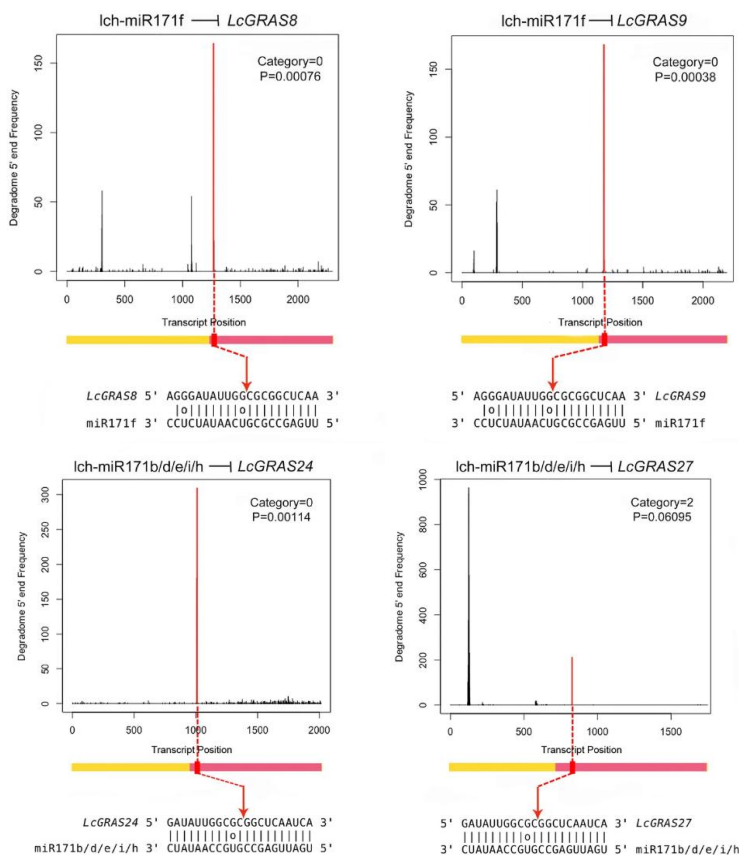 lch-miR171f ⟞ LcGRAS8
Category=0
P=0.00076
Degradome 5' end Frequency
150
100
50
0
0 500 1000 1500 2000
Transcript Position
LcGRAS8 5' AGGGAUAUUGGCGCGGCUCAA 3'
|o|||||||o||||||||||
miR171f 3' CCUCUAUAACUGCGCCGAGUU 5'
lch-miR171f ⟞ LcGRAS9
Category=0
P=0.00038
Degradome 5' end Frequency
150
100
50
0
0 500 1000 1500 2000
Transcript Position
5' AGGGAUAUUGGCGCGGCUCAA 3' LcGRAS9
|o|||||||o||||||||||
3' CCUCUAUAACUGCGCCGAGUU 5' miR171f
lch-miR171b/d/e/i/h ⟞ LcGRAS24
Category=0
P=0.00114
Degradome 5' end Frequency
300
250
200
150
100
50
0
0 500 1000 1500 2000
Transcript Position
LcGRAS24 5' GAUAUUGGCGCGGCUCAAUCA 3'
|||||||||o|||||||||||
miR171b/d/e/i/h 3' CUAUAACCGUGCCGAGUUAGU 5'
lch-miR171b/d/e/i/h ⟞ LcGRAS27
Category=2
P=0.06095
Degradome 5' end Frequency
1000
800
600
400
200
0
0 500 1000 1500
Transcript Position
5' GAUAUUGGCGCGGCUCAAUCA 3' LcGRAS27
|||||||||o|||||||||||
3' CUAUAACCGUGCCGAGUUAGU 5' miR171b/d/e/i/h